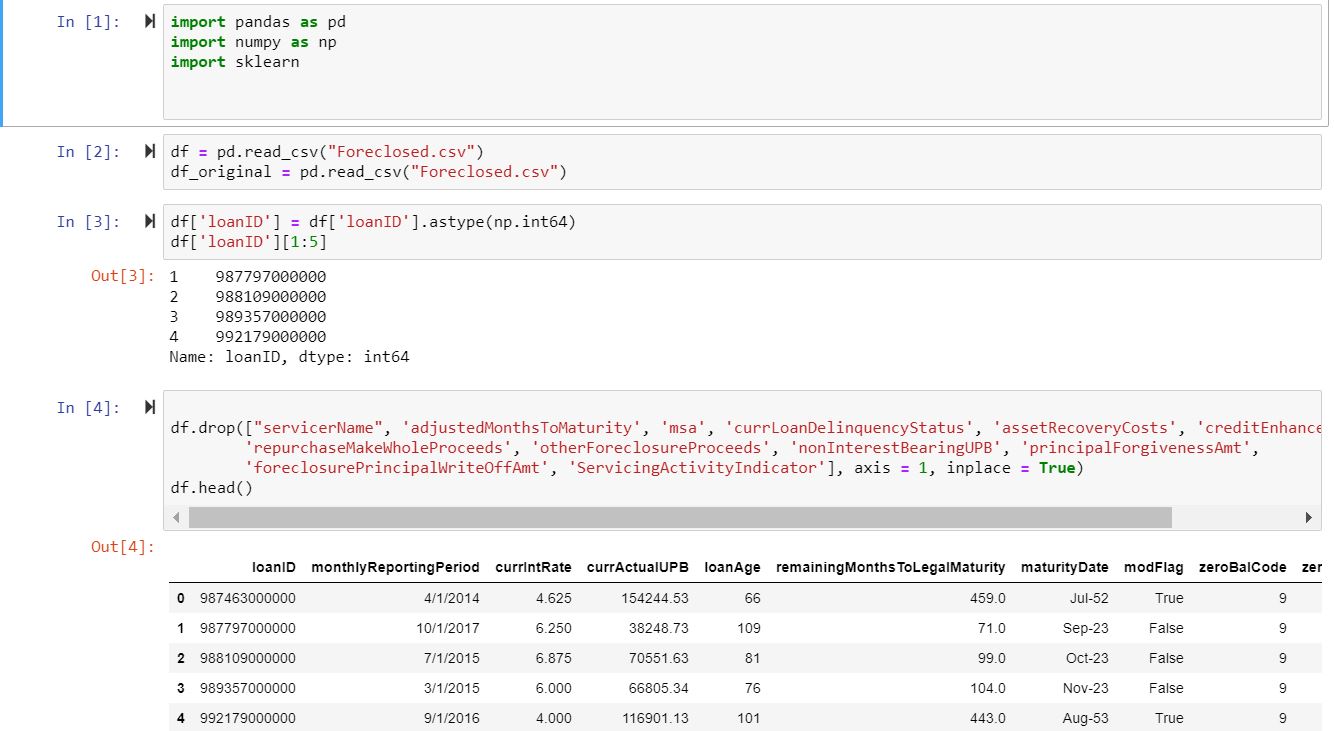 In [1]:
import pandas as pd
import numpy as np
import sklearn
In [2]:
df = pd.read_csv("Foreclosed.csv")
df_original = pd.read_csv("Foreclosed.csv")
In [3]:
df['loanID'] = df['loanID'].astype(np.int64)
df['loanID'][1:5]
Out[3]:
1 987797000000
2 988109000000
3 989357000000
4 992179000000
Name: loanID, dtype: int64
In [4]:
df.drop(["servicerName", 'adjustedMonthsToMaturity', 'msa', 'currLoanDelinquencyStatus', 'assetRecoveryCosts', 'creditEnhance
'repurchaseMakeWholeProceeds', 'otherForeclosureProceeds', 'nonInterestBearingUPB', 'principalForgivenessAmt',
'foreclosurePrincipalWriteOffAmt', 'ServicingActivityIndicator'], axis = 1, inplace = True)
df.head()
Out[4]:
loanID monthlyReportingPeriod currIntRate currActualUPB loanAge remainingMonthsToLegalMaturity maturityDate modFlag zeroBalCode zer
0 987463000000 4/1/2014 4.625 154244.53 66 459.0 Jul-52 True 9
1 987797000000 10/1/2017 6.250 38248.73 109 71.0 Sep-23 False 9
2 988109000000 7/1/2015 6.875 70551.63 81 99.0 Oct-23 False 9
3 989357000000 3/1/2015 6.000 66805.34 76 104.0 Nov-23 False 9
4 992179000000 9/1/2016 4.000 116901.13 101 443.0 Aug-53 True 9